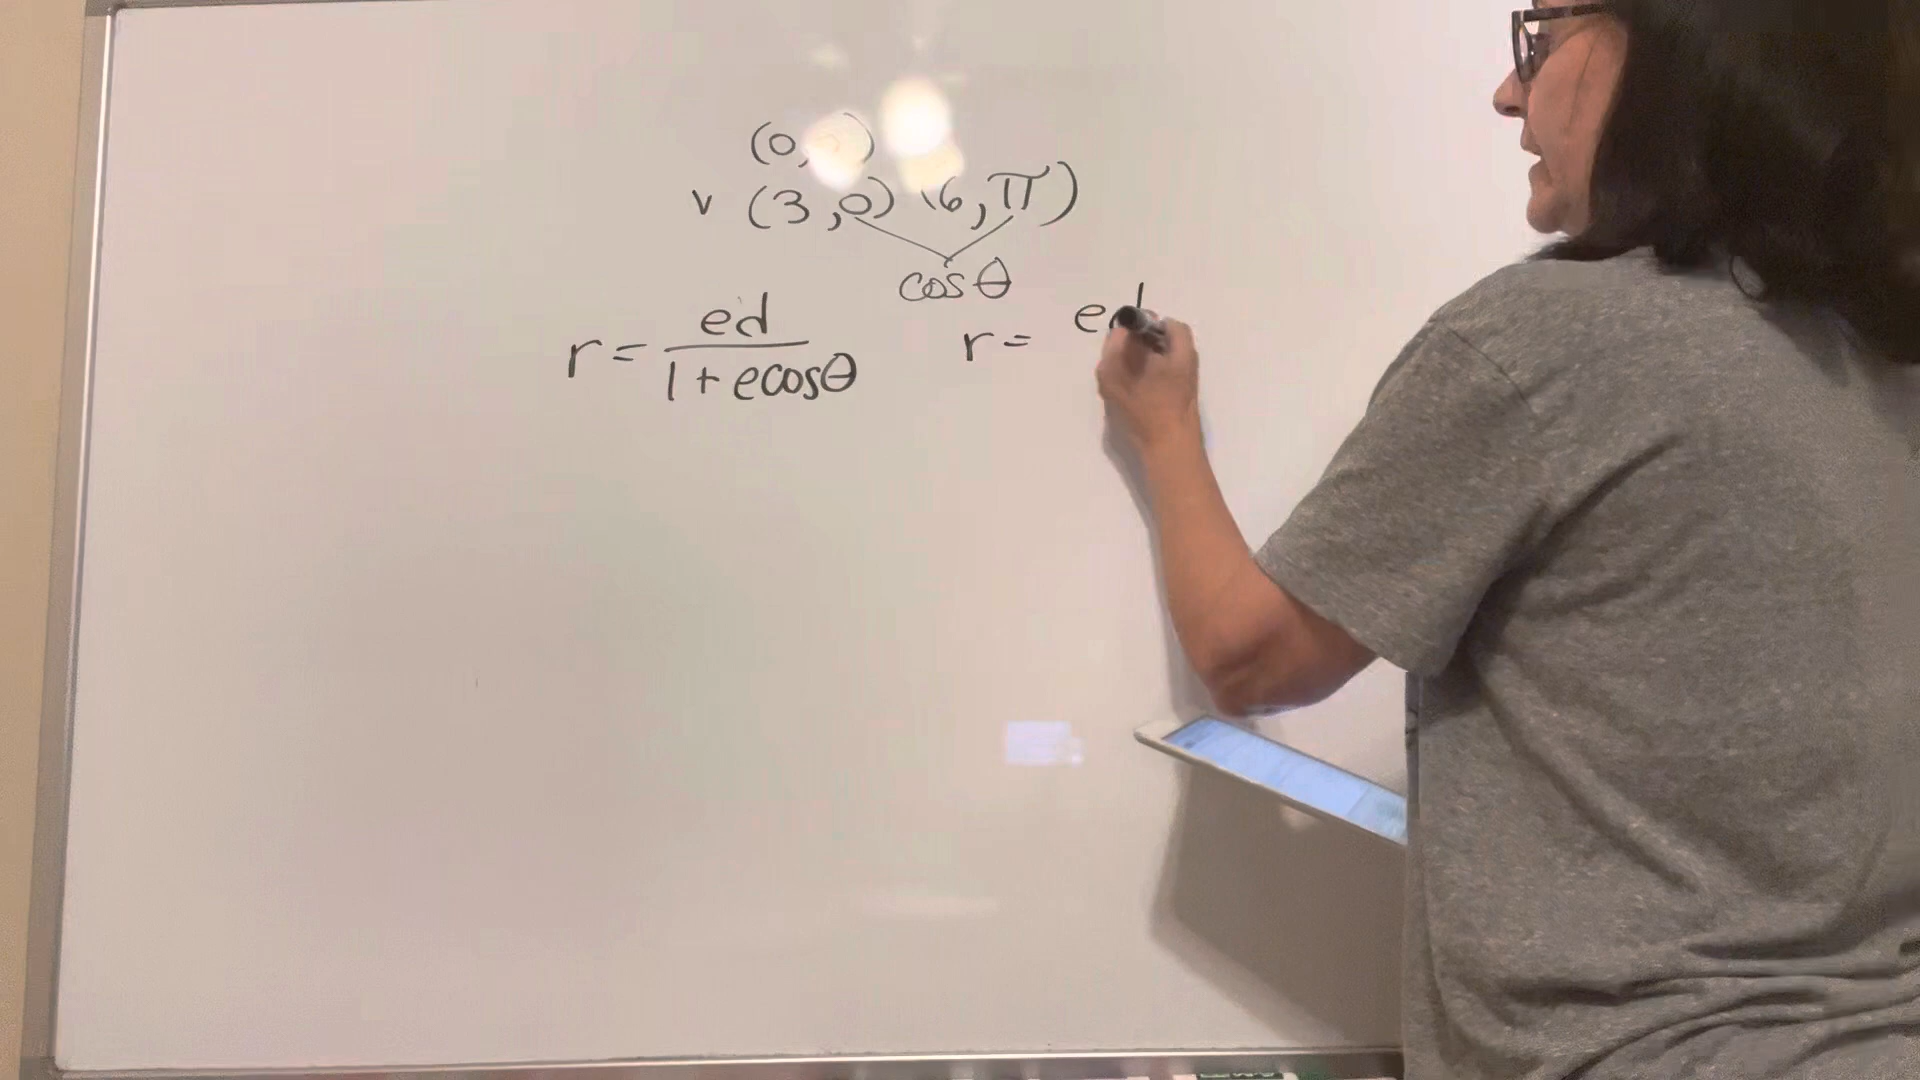 (0, )
v (3,0) (6,π)
cosθ
r = ed / 1 + ecosθ
r = ed